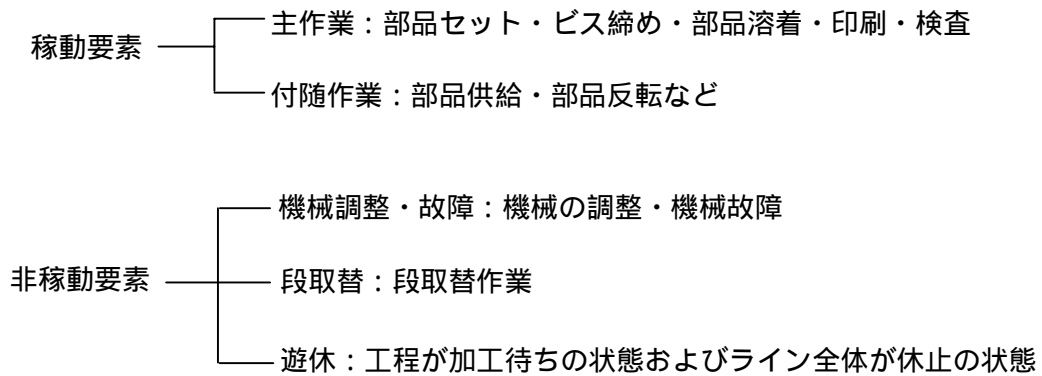 稼動要素
主作業：部品セット・ビス締め・部品溶着・印刷・検査
付随作業：部品供給・部品反転など
非稼動要素
機械調整・故障：機械の調整・機械故障
段取替：段取替作業
遊休：工程が加工待ちの状態およびライン全体が休止の状態